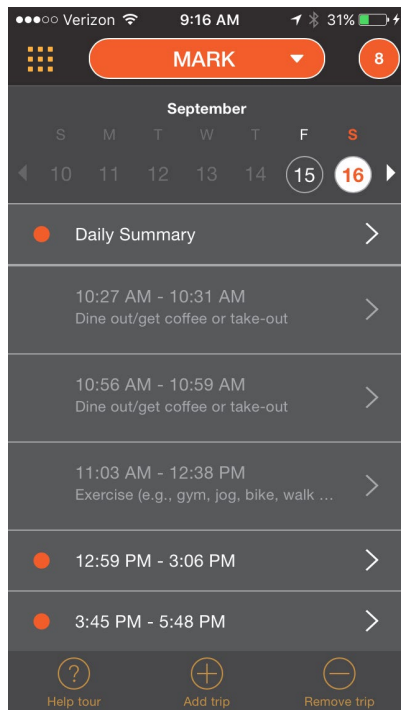 Verizon 9:16 AM 31%
MARK 8
September
S M T W T F S
10 11 12 13 14 15 16
Daily Summary
10:27 AM - 10:31 AM
Dine out/get coffee or take-out
10:56 AM - 10:59 AM
Dine out/get coffee or take-out
11:03 AM - 12:38 PM
Exercise (e.g., gym, jog, bike, walk ...
12:59 PM - 3:06 PM
3:45 PM - 5:48 PM
? + −
Help tour Add trip Remove trip